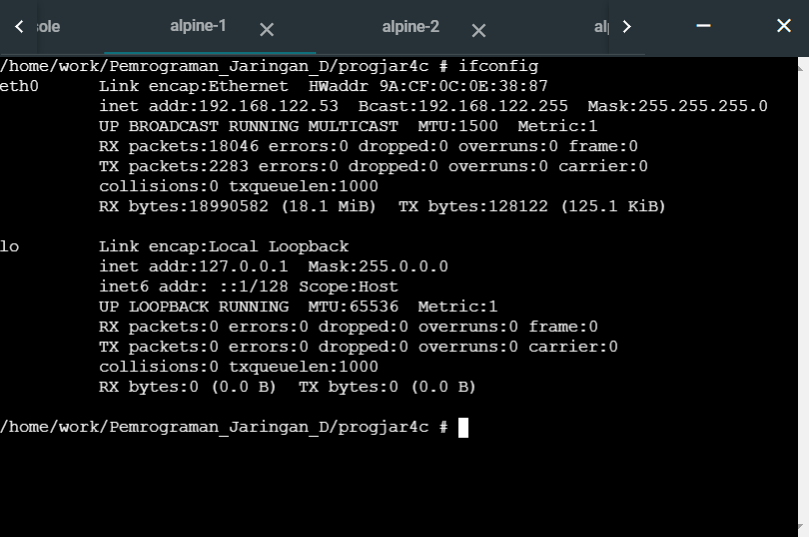 alpine-1 alpine-2
/home/work/Pemrograman_Jaringan_D/progjar4c # ifconfig
eth0 Link encap:Ethernet HWaddr 9A:CF:0C:0E:38:87
inet addr:192.168.122.53 Bcast:192.168.122.255 Mask:255.255.255.0
UP BROADCAST RUNNING MULTICAST MTU:1500 Metric:1
RX packets:18046 errors:0 dropped:0 overruns:0 frame:0
TX packets:2283 errors:0 dropped:0 overruns:0 carrier:0
collisions:0 txqueuelen:1000
RX bytes:18990582 (18.1 MiB) TX bytes:128122 (125.1 KiB)
lo Link encap:Local Loopback
inet addr:127.0.0.1 Mask:255.0.0.0
inet6 addr: ::1/128 Scope:Host
UP LOOPBACK RUNNING MTU:65536 Metric:1
RX packets:0 errors:0 dropped:0 overruns:0 frame:0
TX packets:0 errors:0 dropped:0 overruns:0 carrier:0
collisions:0 txqueuelen:1000
RX bytes:0 (0.0 B) TX bytes:0 (0.0 B)
/home/work/Pemrograman_Jaringan_D/progjar4c #